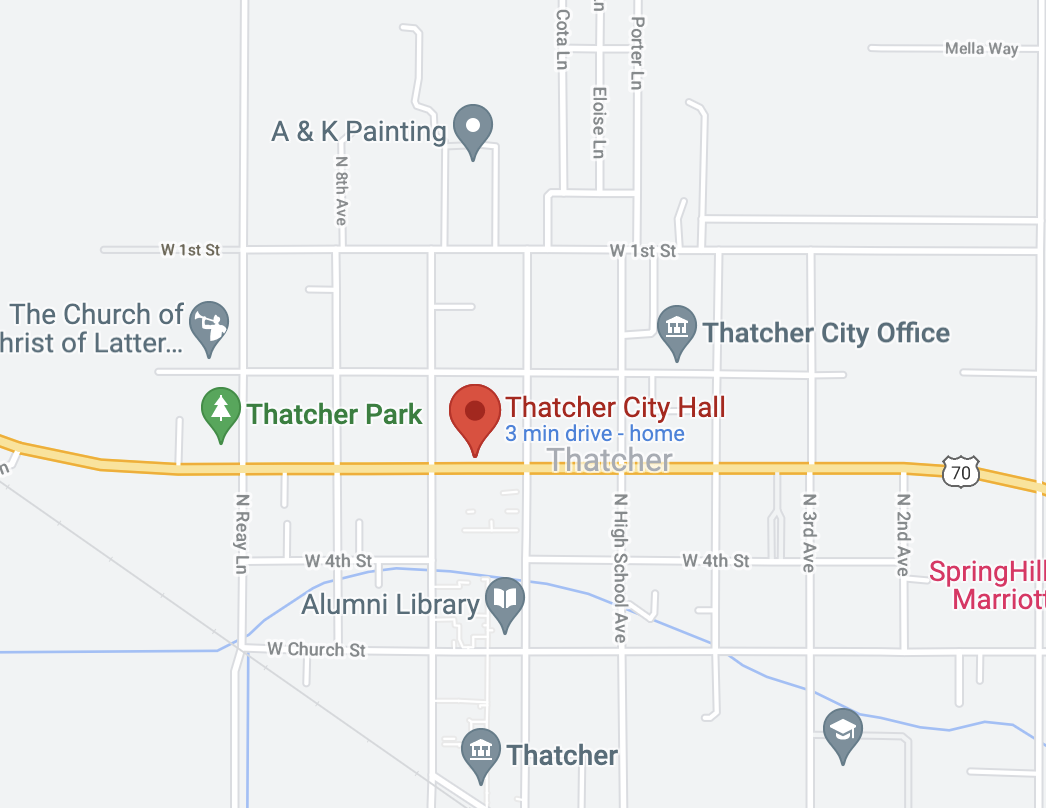 Cota Ln
Ln
Porter Ln
Mella Way
Eloise Ln
A & K Painting
N 8th Ave
W 1st St
W 1st St
The Church of
hrist of Latter...
Thatcher City Office
Thatcher Park
Thatcher City Hall
3 min drive - home
Thatcher
70
n
N Reay Ln
N High School Ave
N 3rd Ave
N 2nd Ave
W 4th St
W 4th St
SpringHill
Marriott
Alumni Library
W Church St
Thatcher